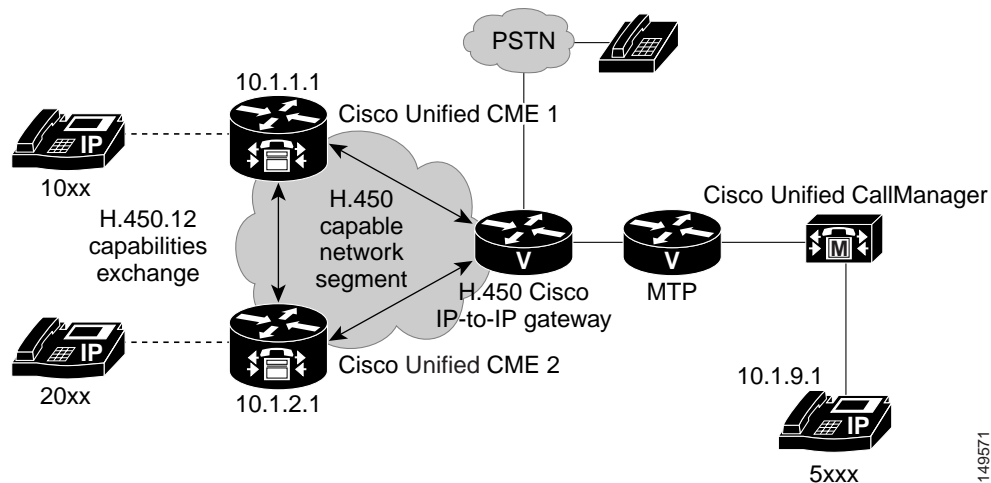 PSTN
10.1.1.1
Cisco Unified CME 1
IP
10xx
H.450.12
capabilities
exchange
H.450
capable
network
segment
Cisco Unified CallManager
V
V
M
H.450 Cisco
IP-to-IP gateway
MTP
IP
20xx
Cisco Unified CME 2
10.1.2.1
10.1.9.1
IP
5xxx
149571